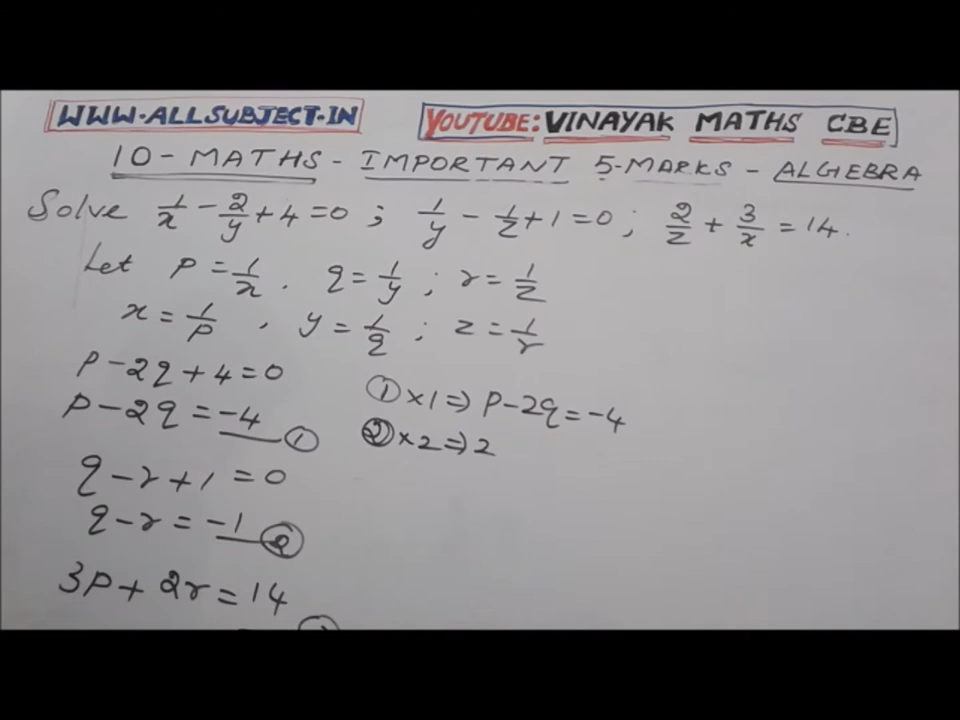 WWW.ALLSUBJECT.IN
YOUTUBE: VINAYAK MATHS CBE
10 - MATHS - IMPORTANT 5-MARKS - ALGEBRA
Solve 1/x - 2/y + 4 = 0 ; 1/y - 1/z + 1 = 0 ; 2/z + 3/x = 14.
Let p = 1/x . q = 1/y ; r = 1/z
x = 1/p , y = 1/q ; z = 1/r
p - 2q + 4 = 0
p - 2q = -4 ①
① × 1 ⇒ p - 2q = -4
② × 2 ⇒ 2
q - r + 1 = 0
q - r = -1 ②
3p + 2r = 14